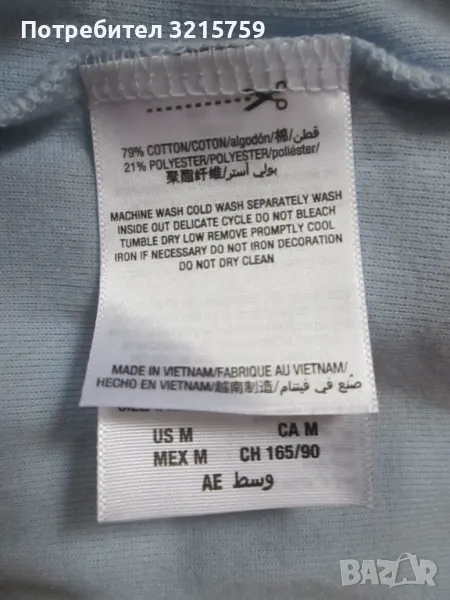 Потребител 3215759
79% COTTON/COTON/algodón/棉/قطن/
21% POLYESTER/POLYESTER/poliéster/
聚酯纤维/بولي أستر/
MACHINE WASH COLD WASH SEPARATELY WASH
INSIDE OUT DELICATE CYCLE DO NOT BLEACH
TUMBLE DRY LOW REMOVE PROMPTLY COOL
IRON IF NECESSARY DO NOT IRON DECORATION
DO NOT DRY CLEAN
MADE IN VIETNAM/FABRIQUE AU VIETNAM/
HECHO EN VIETNAM/越南制造/صنع في فيتنام/
US M CA M
MEX M CH 165/90
AE وسط
BAZAR.bg